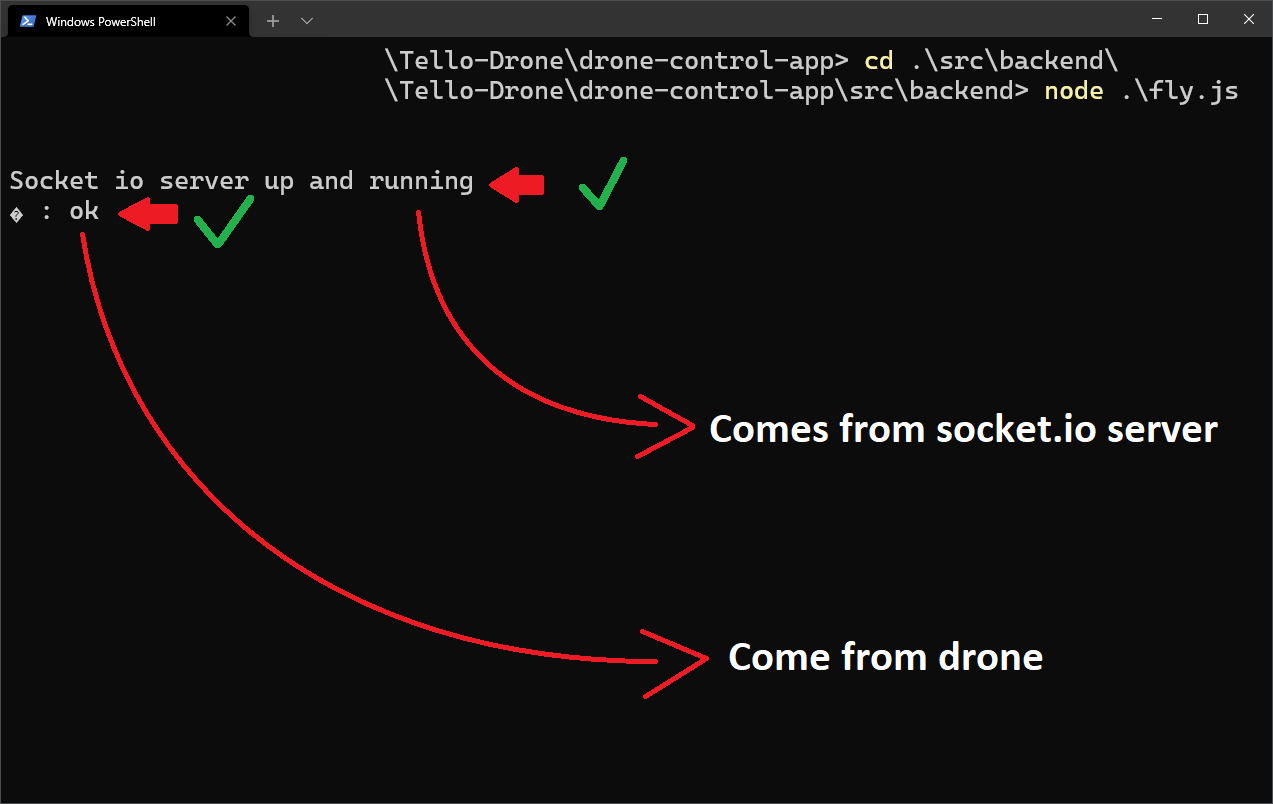 Windows PowerShell
\Tello-Drone\drone-control-app> cd .\src\backend\
\Tello-Drone\drone-control-app\src\backend> node .\fly.js
Socket io server up and running
� : ok
Comes from socket.io server
Come from drone